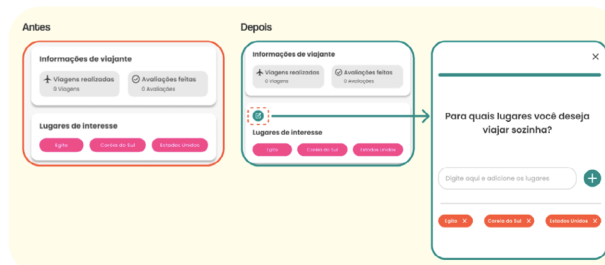 Antes
Informações de viajante
Viagens realizadas
0 Viagens
Avaliações feitas
0 Avaliações
Lugares de interesse
Egito
Coreia do Sul
Estados Unidos
Depois
Informações de viajante
Viagens realizadas
0 Viagens
Avaliações feitas
0 Avaliações
Lugares de interesse
Egito
Coreia do Sul
Estados Unidos
Para quais lugares você deseja
viajar sozinha?
Digite aqui e adicione os lugares
Egito X
Coreia do Sul X
Estados Unidos X